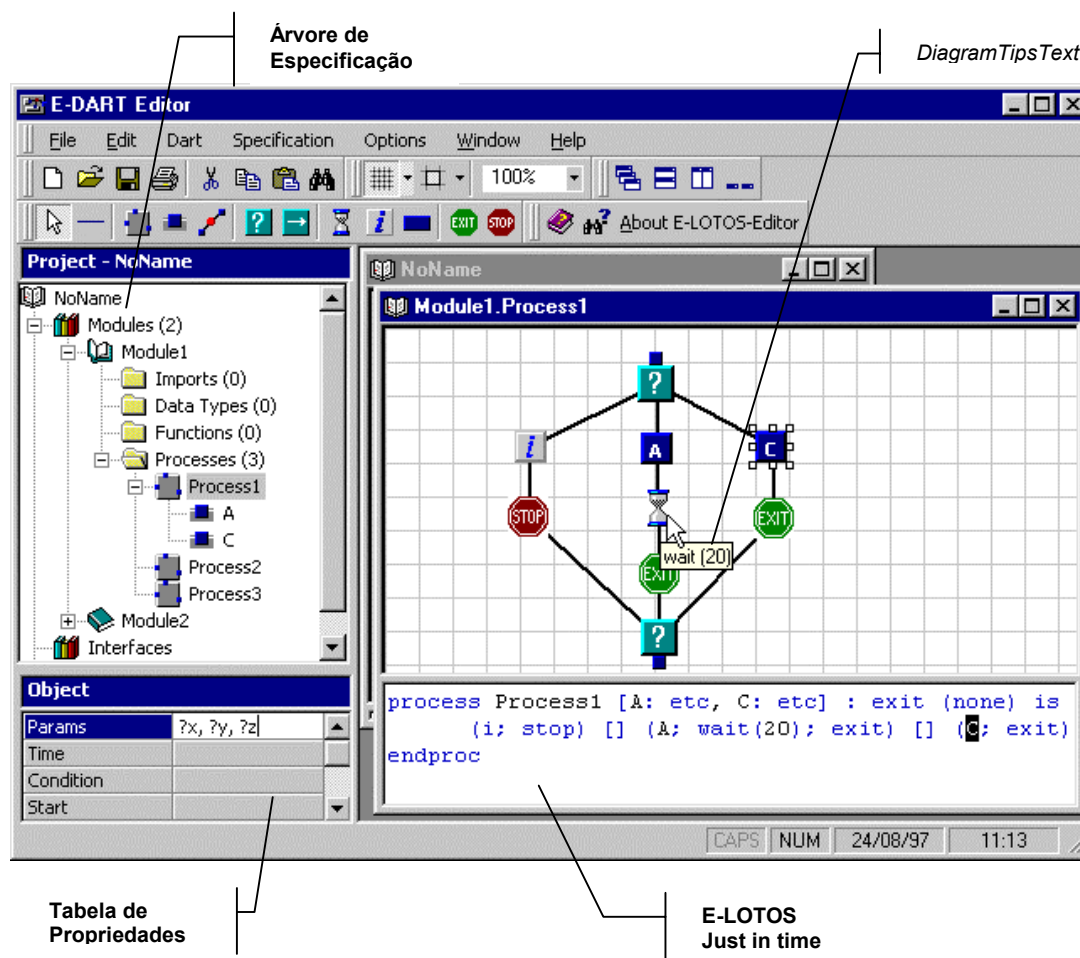 Árvore de
Especificação
DiagramTipsText
E-DART Editor
File Edit Dart Specification Options Window Help
100%
? i EXIT STOP About E-LOTOS-Editor
Project - NoName
NoName
Modules (2)
Module1
Imports (0)
Data Types (0)
Functions (0)
Processes (3)
Process1
A
C
Process2
Process3
Module2
Interfaces
Object
Params ?x, ?y, ?z
Time
Condition
Start
NoName
Module1.Process1
?
i A C
STOP EXIT
wait (20)
EXIT
?
process Process1 [A: etc, C: etc] : exit (none) is
(i; stop) [] (A; wait(20); exit) [] (C; exit)
endproc
CAPS NUM 24/08/97 11:13
Tabela de
Propriedades
E-LOTOS
Just in time